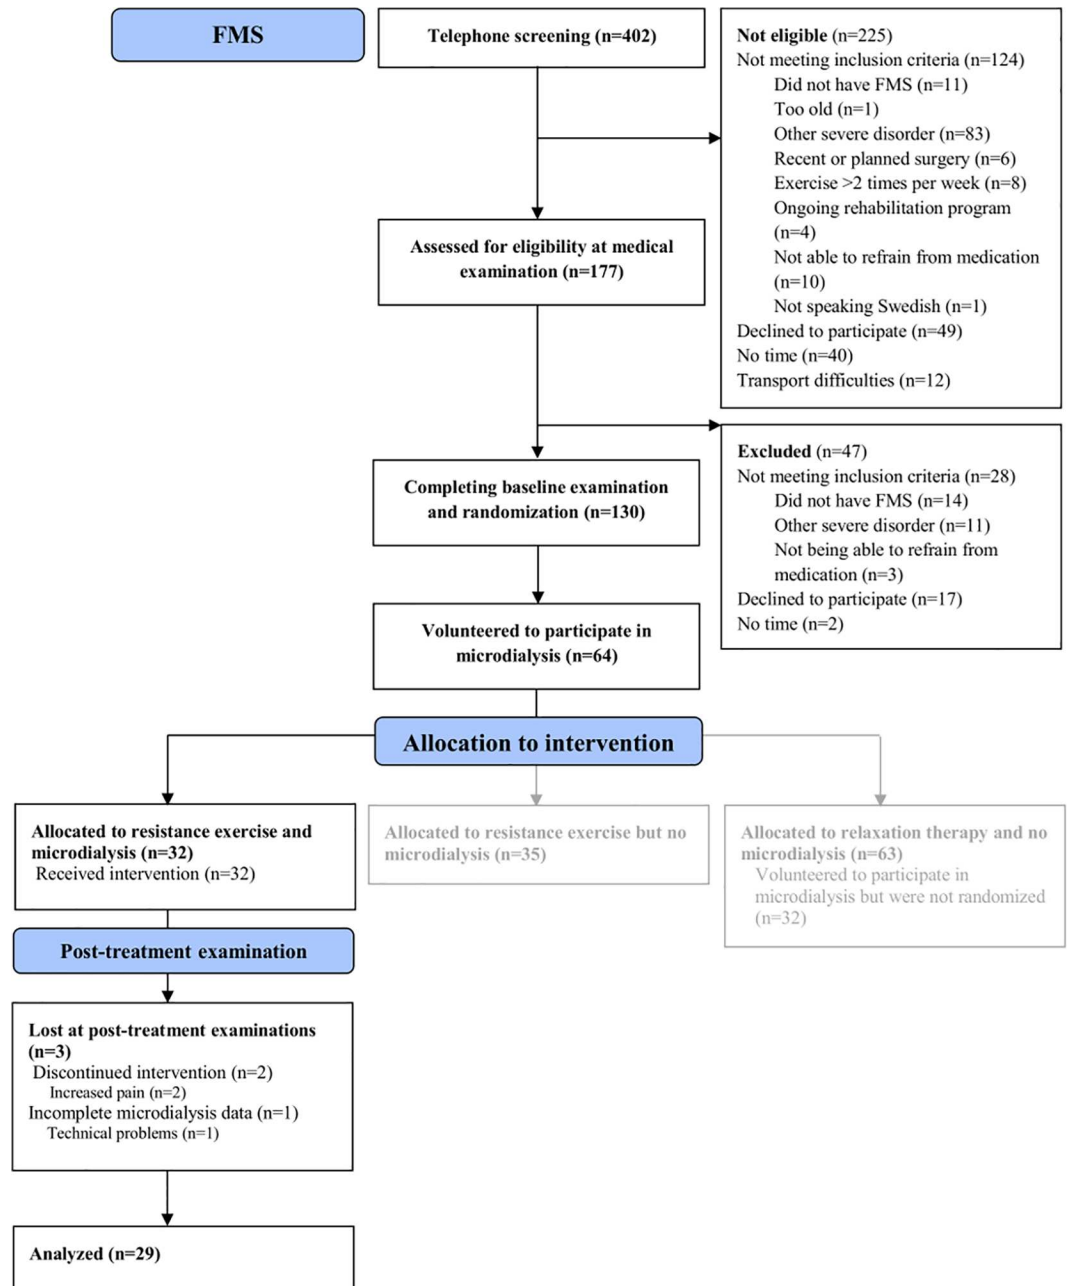 FMS
Telephone screening (n=402)
Not eligible (n=225)
Not meeting inclusion criteria (n=124)
Did not have FMS (n=11)
Too old (n=1)
Other severe disorder (n=83)
Recent or planned surgery (n=6)
Exercise >2 times per week (n=8)
Ongoing rehabilitation program
(n=4)
Not able to refrain from medication
(n=10)
Not speaking Swedish (n=1)
Declined to participate (n=49)
No time (n=40)
Transport difficulties (n=12)
Assessed for eligibility at medical
examination (n=177)
Excluded (n=47)
Not meeting inclusion criteria (n=28)
Did not have FMS (n=14)
Other severe disorder (n=11)
Not being able to refrain from
medication (n=3)
Declined to participate (n=17)
No time (n=2)
Completing baseline examination
and randomization (n=130)
Volunteered to participate in
microdialysis (n=64)
Allocation to intervention
Allocated to resistance exercise and
microdialysis (n=32)
Received intervention (n=32)
Allocated to resistance exercise but no
microdialysis (n=35)
Allocated to relaxation therapy and no
microdialysis (n=63)
Volunteered to participate in
microdialysis but were not randomized
(n=32)
Post-treatment examination
Lost at post-treatment examinations
(n=3)
Discontinued intervention (n=2)
Increased pain (n=2)
Incomplete microdialysis data (n=1)
Technical problems (n=1)
Analyzed (n=29)